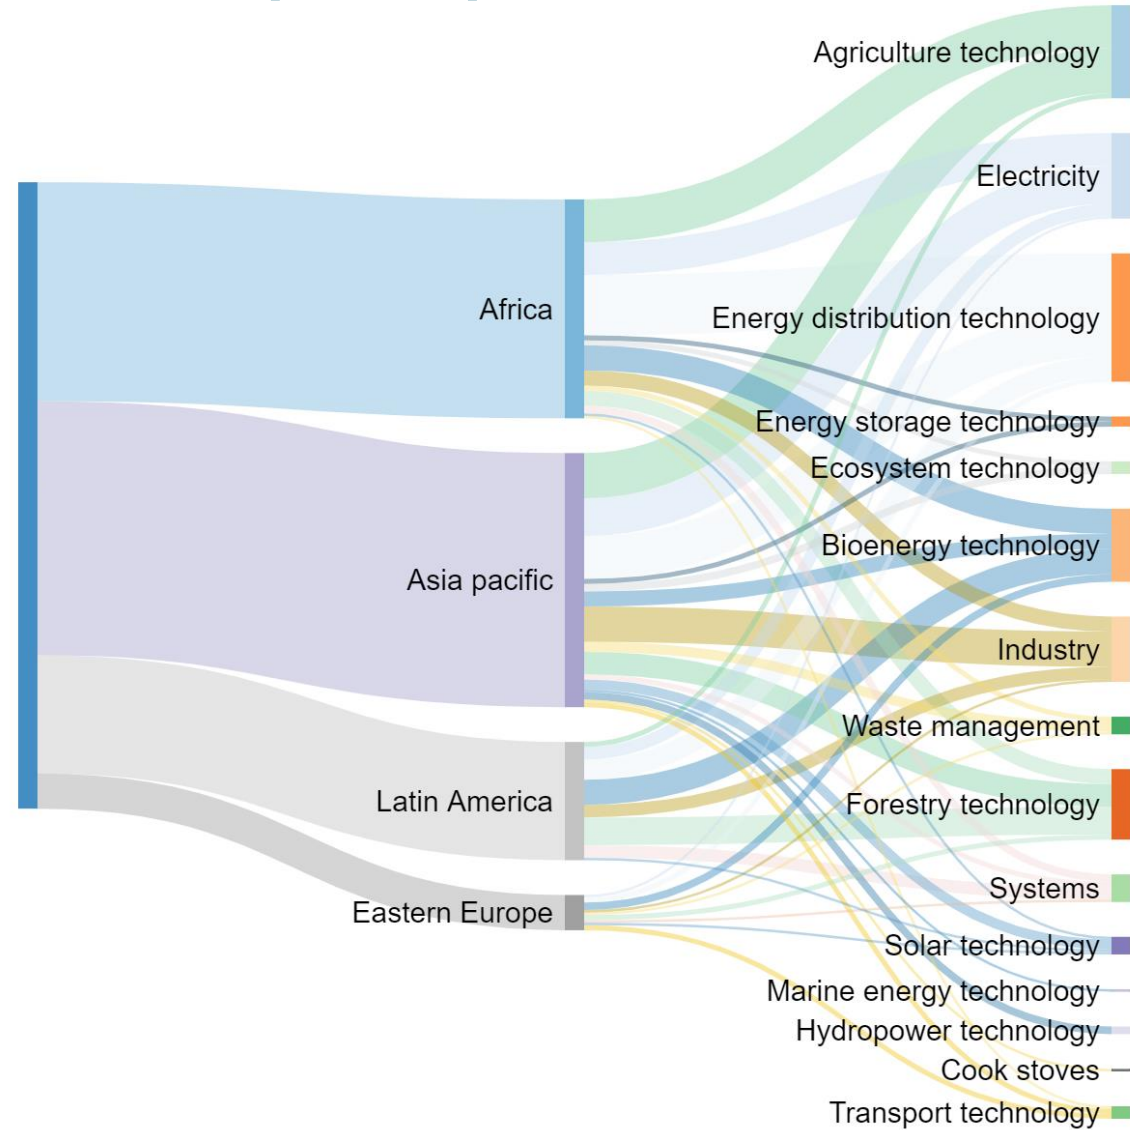 Africa
Asia pacific
Latin America
Eastern Europe
Agriculture technology
Electricity
Energy distribution technology
Energy storage technology
Ecosystem technology
Bioenergy technology
Industry
Waste management
Forestry technology
Systems
Solar technology
Marine energy technology
Hydropower technology
Cook stoves
Transport technology